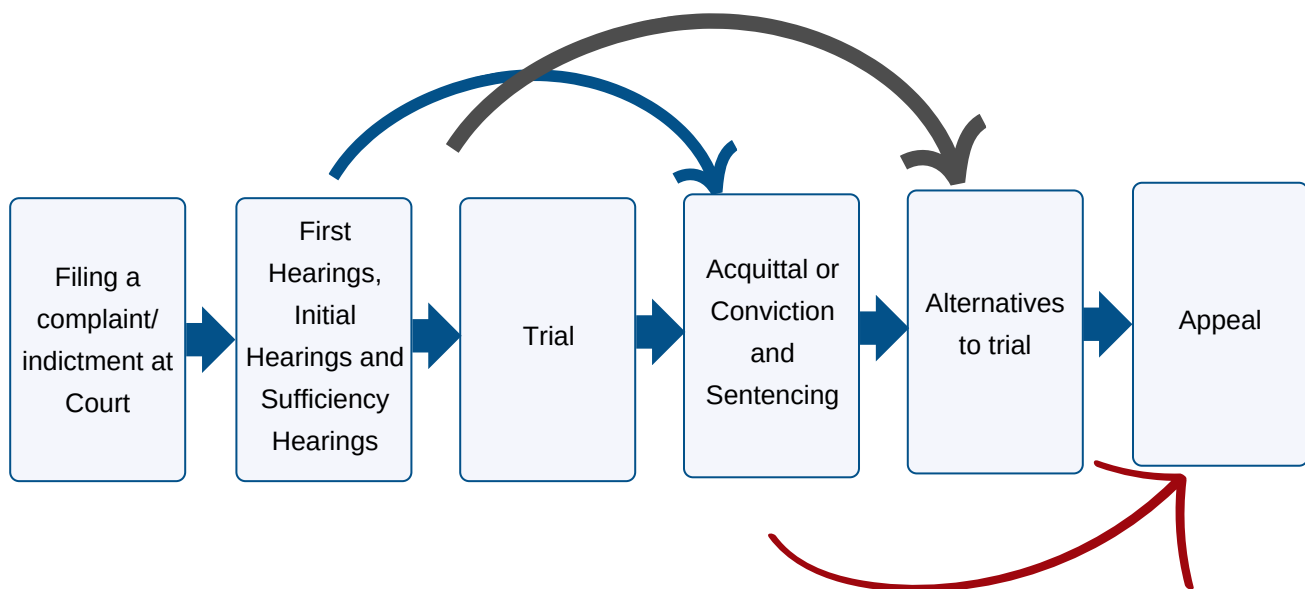 Filing a
complaint/
indictment at
Court
First
Hearings,
Initial
Hearings and
Sufficiency
Hearings
Trial
Acquittal or
Conviction
and
Sentencing
Alternatives
to trial
Appeal